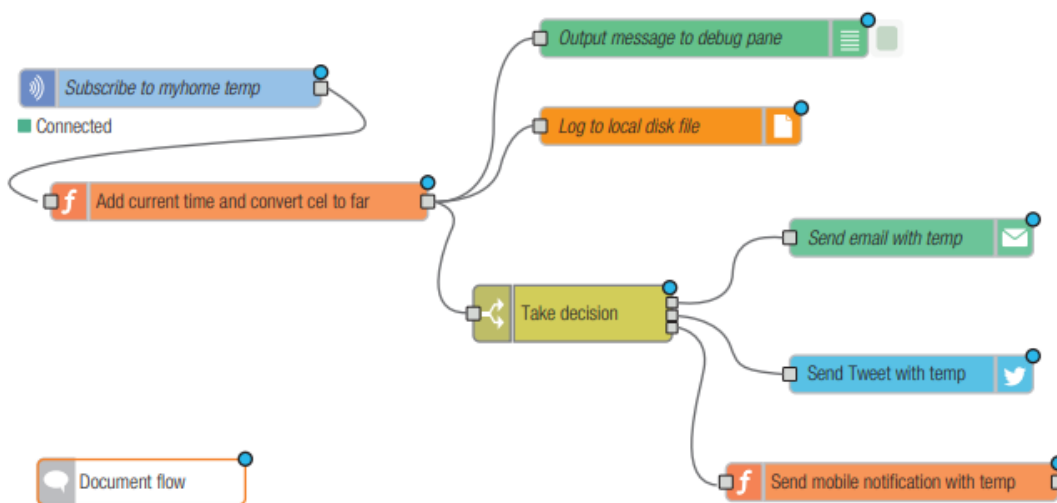 Output message to debug pane
Subscribe to myhome temp
Connected
Log to local disk file
Add current time and convert cel to far
Send email with temp
Take decision
Send Tweet with temp
Document flow
Send mobile notification with temp